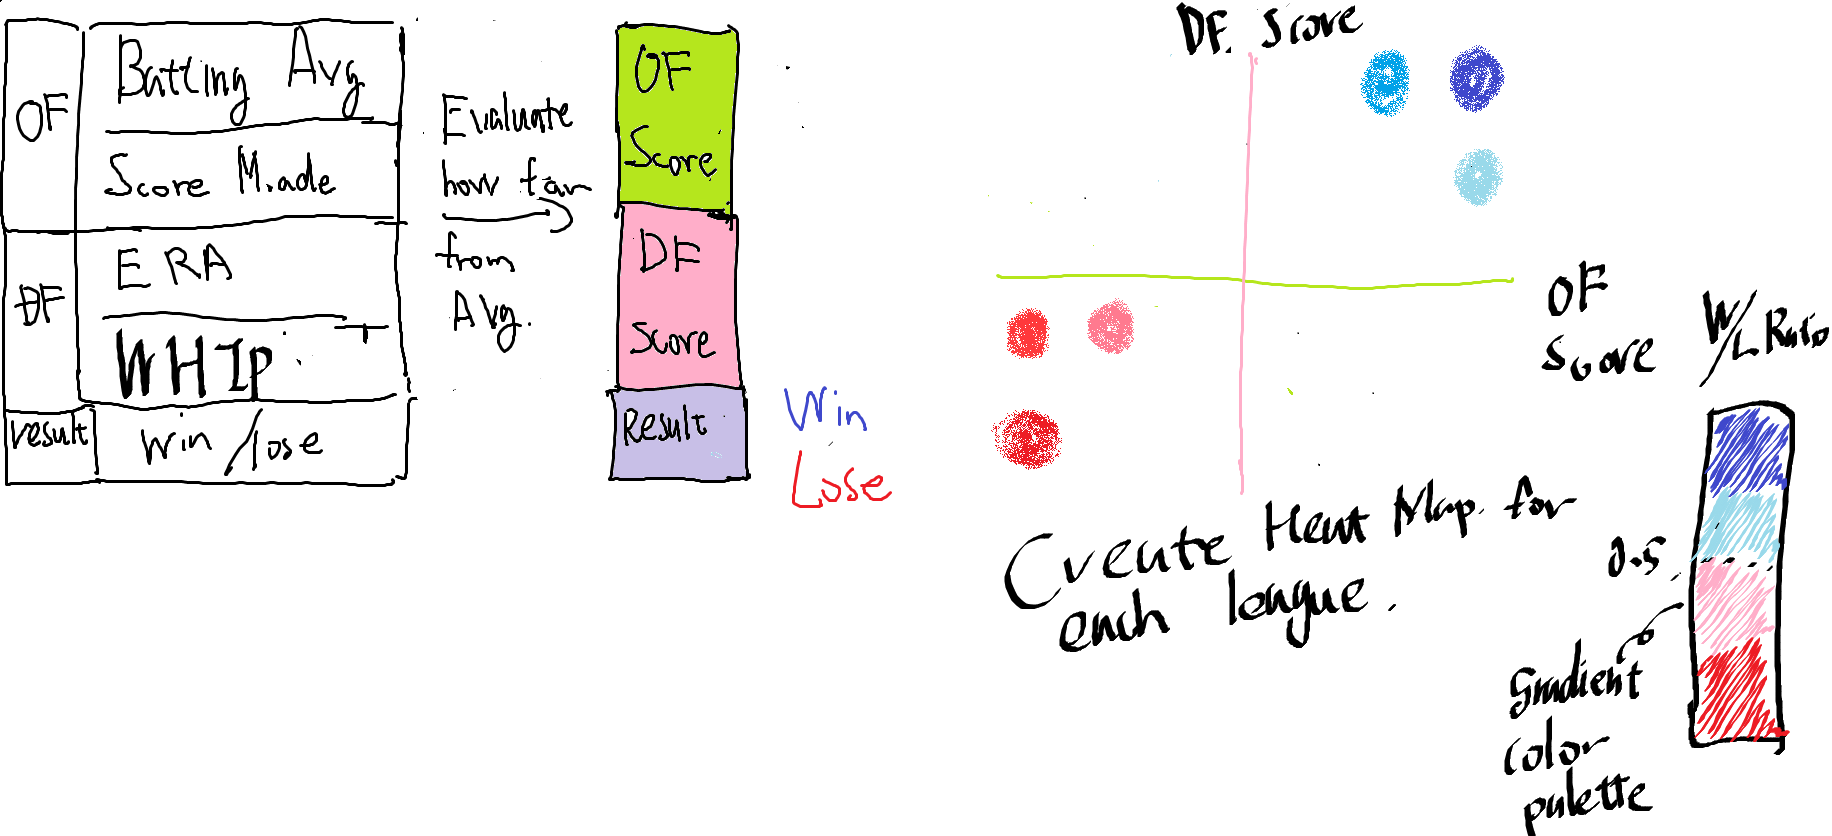 OF
Batting Avg
Score Made
DF
ERA
WHIP
result
win / lose
Evaluate
how far
from
Avg.
OF
Score
DF
Score
Result
Win
Lose
DF. Score
OF
Score
W/L Ratio
0.5
Gradient
color
palette
Create Heat Map for
each league.